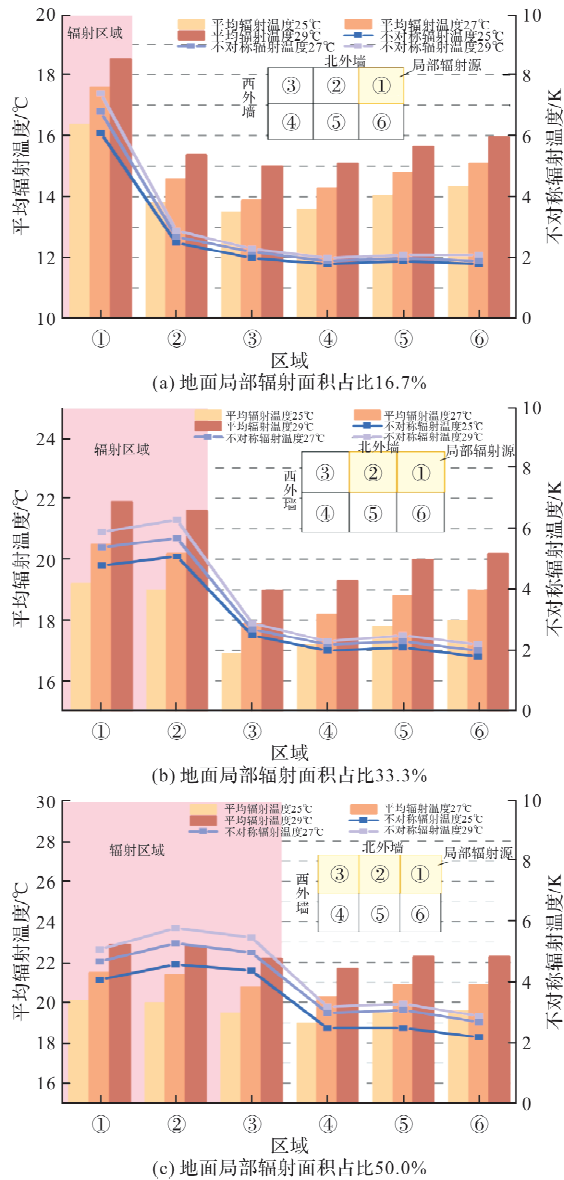 平均辐射温度25℃ 平均辐射温度27℃
平均辐射温度29℃ 不对称辐射温度25℃
不对称辐射温度27℃ 不对称辐射温度29℃
辐射区域
北外墙 局部辐射源
西外墙
③ ② ①
④ ⑤ ⑥
平均辐射温度/℃
20
18
16
14
12
10
不对称辐射温度/K
10
8
6
4
2
0
① ② ③ ④ ⑤ ⑥
区域
(a) 地面局部辐射面积占比16.7%
平均辐射温度25℃ 平均辐射温度27℃
平均辐射温度29℃ 不对称辐射温度25℃
不对称辐射温度27℃ 不对称辐射温度29℃
辐射区域
北外墙 局部辐射源
西外墙
③ ② ①
④ ⑤ ⑥
平均辐射温度/℃
24
22
20
18
16
不对称辐射温度/K
10
8
6
4
2
0
① ② ③ ④ ⑤ ⑥
区域
(b) 地面局部辐射面积占比33.3%
平均辐射温度25℃ 平均辐射温度27℃
平均辐射温度29℃ 不对称辐射温度25℃
不对称辐射温度27℃ 不对称辐射温度29℃
辐射区域
北外墙 局部辐射源
西外墙
③ ② ①
④ ⑤ ⑥
平均辐射温度/℃
30
28
26
24
22
20
18
16
不对称辐射温度/K
10
8
6
4
2
0
① ② ③ ④ ⑤ ⑥
区域
(c) 地面局部辐射面积占比50.0%